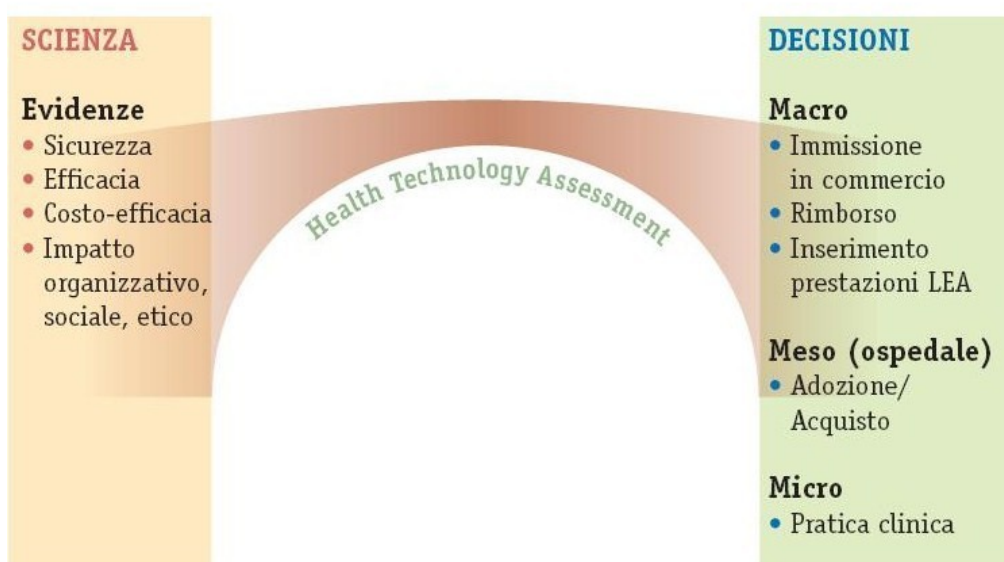 SCIENZA
Evidenze
• Sicurezza
• Efficacia
• Costo-efficacia
• Impatto
organizzativo,
sociale, etico
Health Technology Assessment
DECISIONI
Macro
• Immissione
in commercio
• Rimborso
• Inserimento
prestazioni LEA
Meso (ospedale)
• Adozione/
Acquisto
Micro
• Pratica clinica